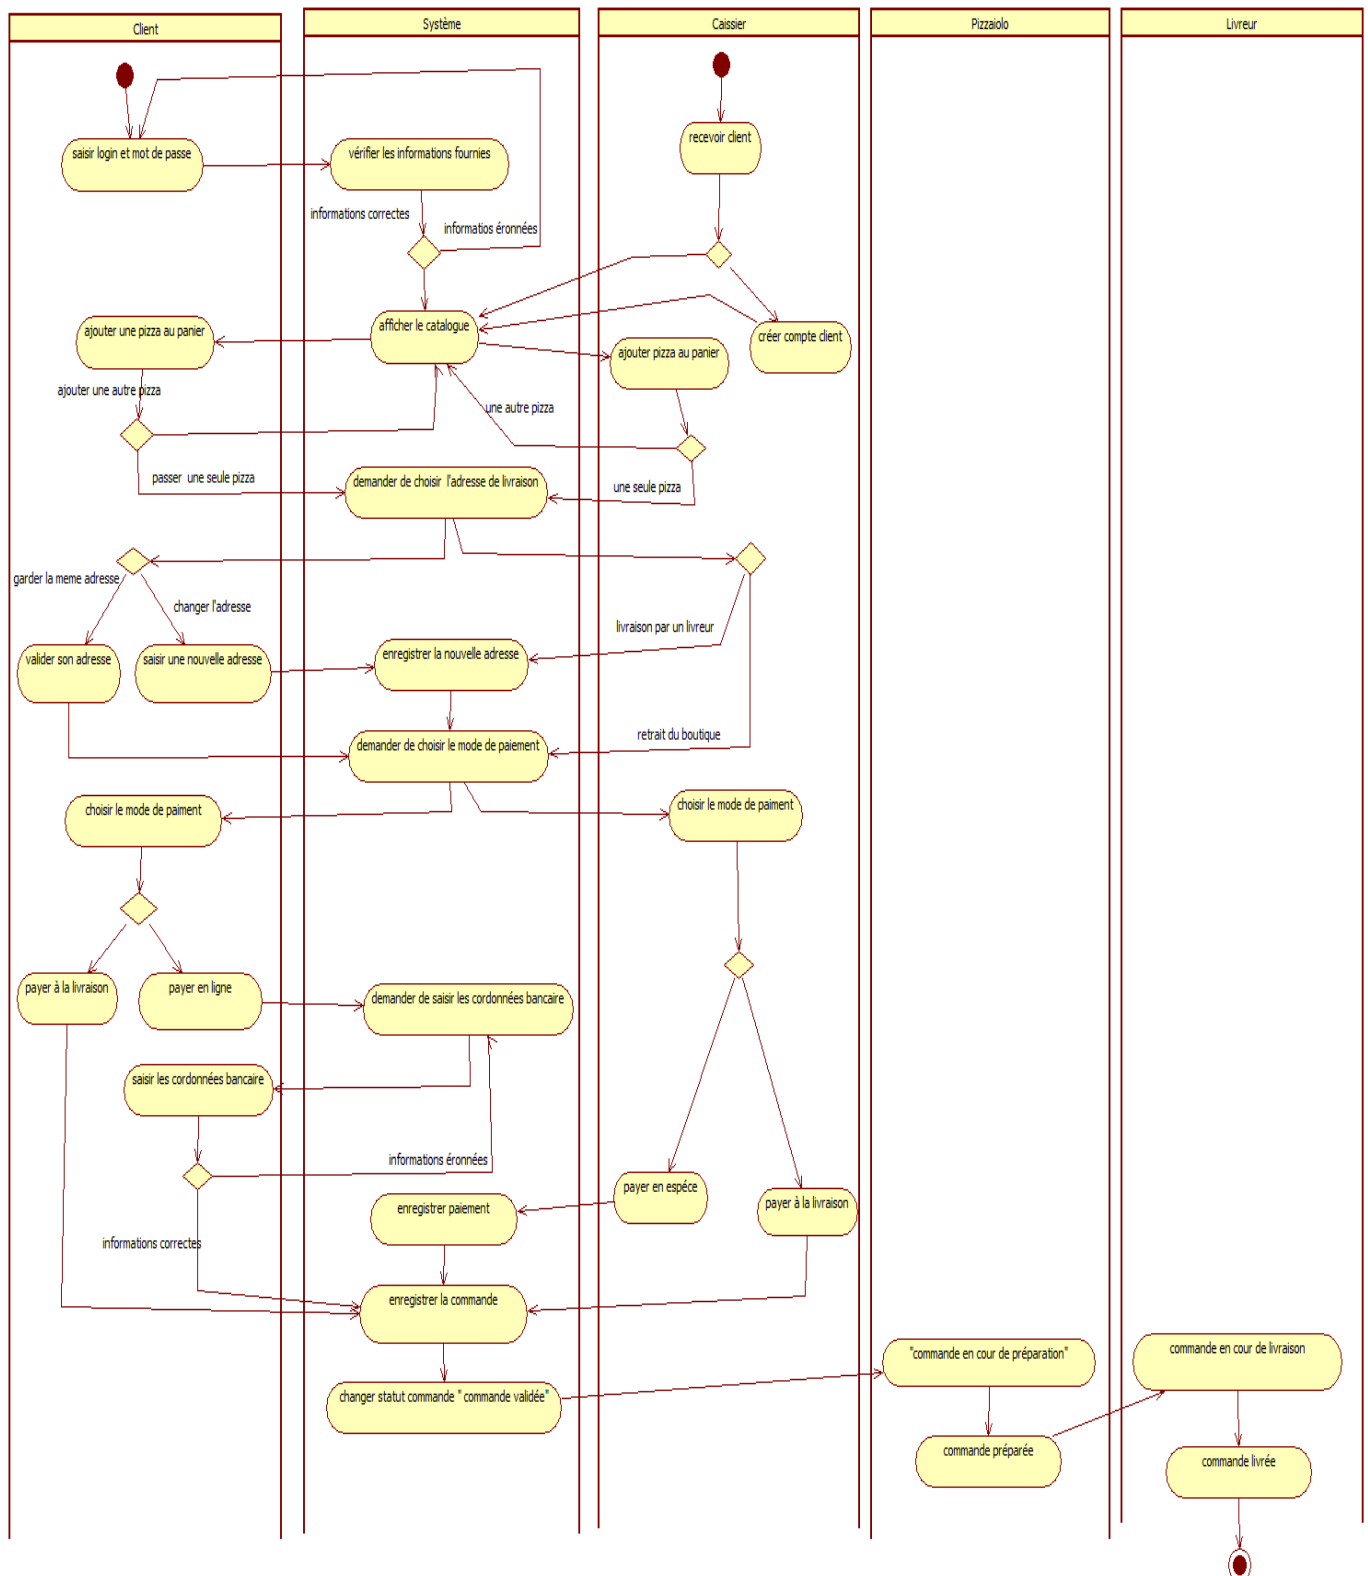 Client
Système
Caissier
Pizzaiolo
Livreur
recevoir client
saisir login et mot de passe
vérifier les informations fournies
informations correctes
informatios éronnées
afficher le catalogue
ajouter une pizza au panier
créer compte client
ajouter pizza au panier
ajouter une autre pizza
une autre pizza
passer une seule pizza
demander de choisir l'adresse de livraison
une seule pizza
garder la meme adresse
changer l'adresse
livraison par un livreur
valider son adresse
saisir une nouvelle adresse
enregistrer la nouvelle adresse
retrait du boutique
demander de choisir le mode de paiement
choisir le mode de paiment
choisir le mode de paiment
payer à la livraison
payer en ligne
demander de saisir les cordonnées bancaire
saisir les cordonnées bancaire
informations éronnées
payer en espéce
payer à la livraison
enregistrer paiement
informations correctes
enregistrer la commande
"commande en cour de préparation"
commande en cour de livraison
changer statut commande " commande validée"
commande préparée
commande livrée